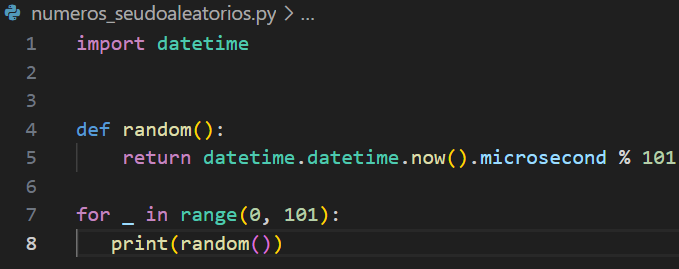 numeros_seudoaleatorios.py > ...
1 import datetime
2
3
4 def random():
5     return datetime.datetime.now().microsecond % 101
6
7 for _ in range(0, 101):
8    print(random())